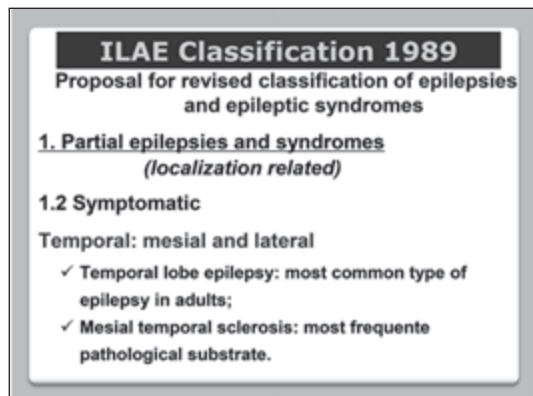 ILAE Classification 1989
Proposal for revised classification of epilepsies
and epileptic syndromes
1. Partial epilepsies and syndromes
(localization related)
1.2 Symptomatic
Temporal: mesial and lateral
✓ Temporal lobe epilepsy: most common type of
epilepsy in adults;
✓ Mesial temporal sclerosis: most frequente
pathological substrate.